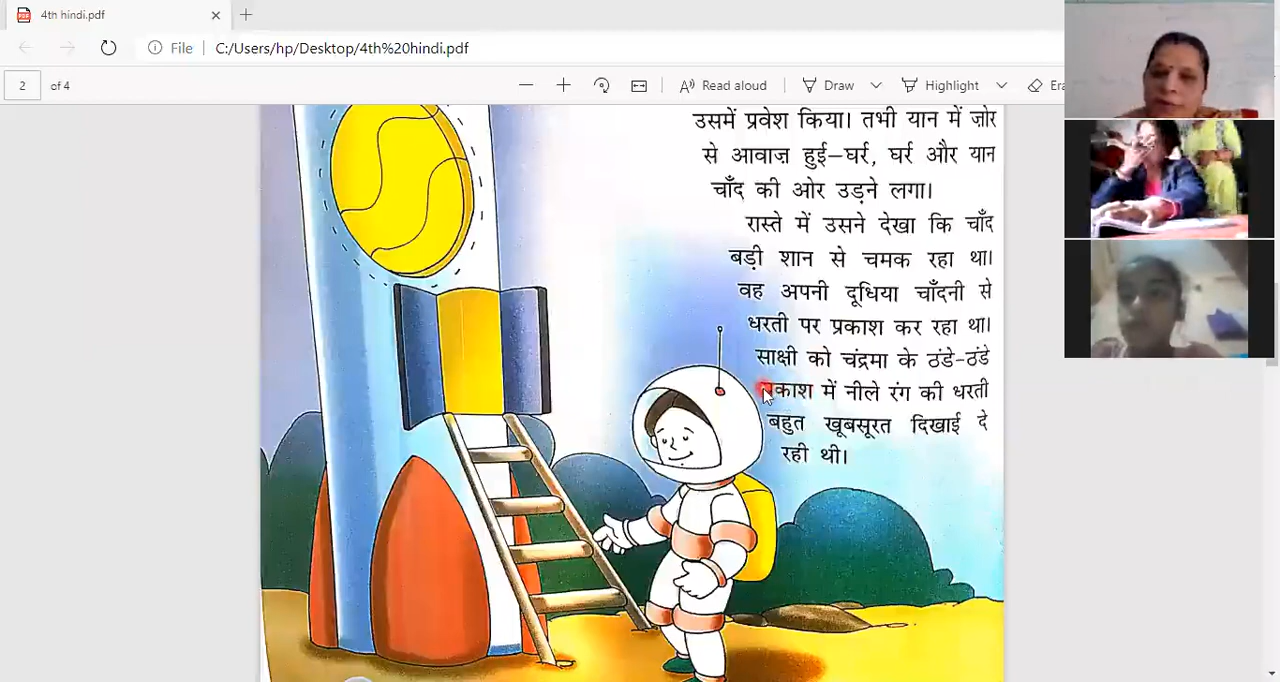 4th hindi.pdf
File
C:/Users/hp/Desktop/4th%20hindi.pdf
2 of 4
Read aloud
Draw
Highlight
उसमें प्रवेश किया। तभी यान में ज़ोर
से आवाज़ हुई–घर्र, घर्र और यान
चाँद की ओर उड़ने लगा।
रास्ते में उसने देखा कि चाँद
बड़ी शान से चमक रहा था।
वह अपनी दूधिया चाँदनी से
धरती पर प्रकाश कर रहा था।
साक्षी को चंद्रमा के ठंडे-ठंडे
प्रकाश में नीले रंग की धरती
बहुत खूबसूरत दिखाई दे
रही थी।